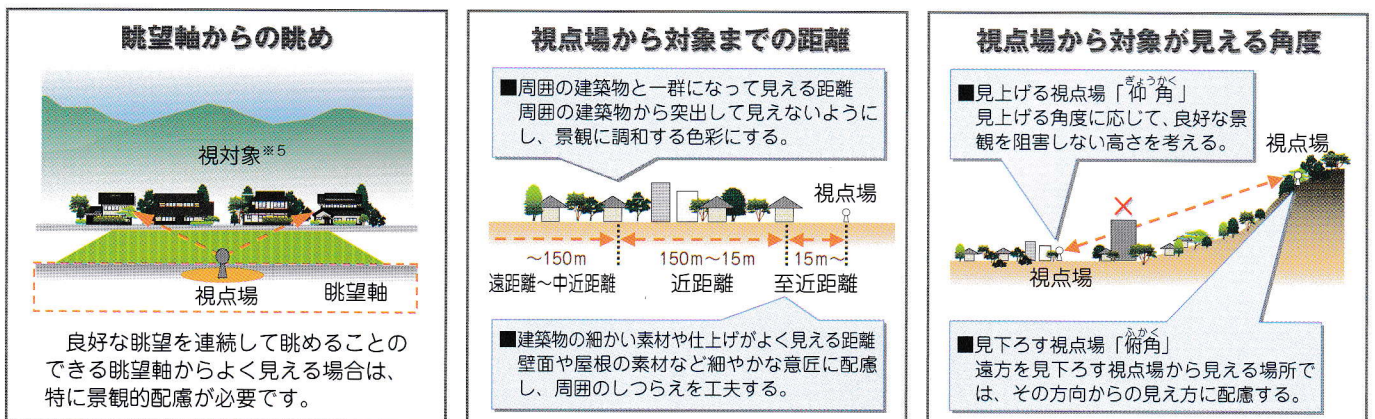 眺望軸からの眺め
視対象※5
視点場
眺望軸
良好な眺望を連続して眺めることの
できる眺望軸からよく見える場合は、
特に景観的配慮が必要です。
視点場から対象までの距離
■周囲の建築物と一群になって見える距離
周囲の建築物から突出して見えないように
し、景観に調和する色彩にする。
視点場
～150m
150m～15m
15m～
遠距離～中近距離
近距離
至近距離
■建築物の細かい素材や仕上げがよく見える距離
壁面や屋根の素材など細やかな意匠に配慮
し、周囲のしつらえを工夫する。
視点場から対象が見える角度
ぎょうかく
■見上げる視点場「仰角」
見上げる角度に応じて、良好な景
観を阻害しない高さを考える。
視点場
視点場
ふかく
■見下ろす視点場「俯角」
遠方を見下ろす視点場から見える場所で
は、その方向からの見え方に配慮する。